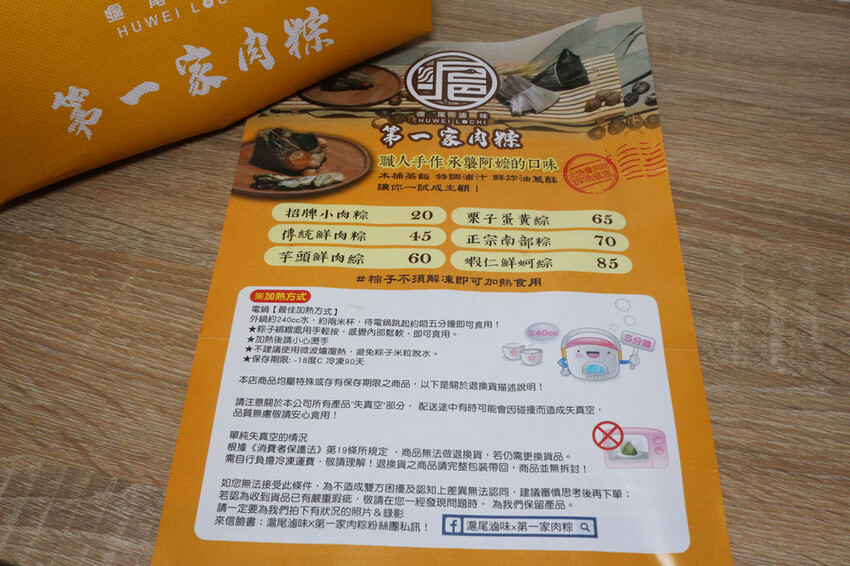 滬尾
HUWEI LOCHI
第一家肉粽
滬
滬尾滷味
HUWEI LOCHI
第一家肉粽
職人手作 承襲阿嬤的口味
木桶蒸飯 特調滷汁 鮮炸油蔥酥
讓你一試成主顧！
招牌小肉粽 20
栗子蛋黃粽 65
傳統鮮肉粽 45
正宗南部粽 70
芋頭鮮肉粽 60
蝦仁鮮蚵粽 85
#粽子不須解凍即可加熱食用
※加熱方式
電鍋【最佳加熱方式】
外鍋約240cc水，約兩米杯，待電鍋跳起約悶五分鐘即可食用！
★粽子綁線處用手輕按，感覺內部鬆軟，即可食用。
★加熱後請小心燙手
★不建議使用微波爐覆熱，避免粽子米粒脫水。
★保存期限: -18度C 冷凍90天
240cc
5分鐘
本店商品均屬特殊或存有保存期限之商品，以下是關於退換貨描述說明！
請注意關於本公司所有產品"失真空"部份， 配送途中有時可能會因碰撞而造成失真空，
品質無慮敬請安心食用！
單純失真空的情況
根據《消費者保護法》第19條所規定 ，商品無法做退換貨，若仍需更換貨品。
需自行負擔冷凍運費，敬請理解！退換貨之商品請完整包裝帶回，商品並無拆封！
如您無法接受此條件，為不造成雙方困擾及認知上差異無法認同，建議審慎思考後再下單；
若認為收到貨品已有嚴重瑕疵，敬請在您一經發現問題時， 為我們保留產品。
請一定要為我們拍下有狀況的照片＆錄影
來信臉書：滬尾滷味x第一家肉粽粉絲團私訊！
f 滬尾滷味x第一家肉粽